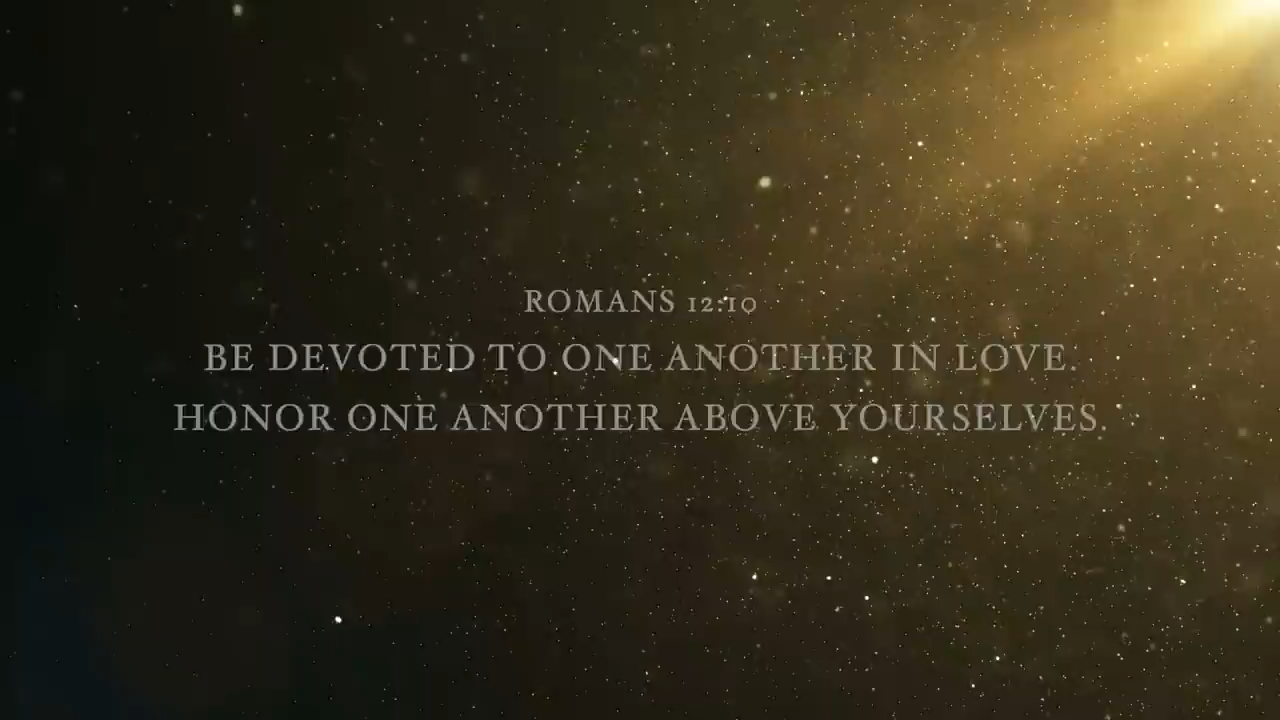 ROMANS 12:10
BE DEVOTED TO ONE ANOTHER IN LOVE.
HONOR ONE ANOTHER ABOVE YOURSELVES.